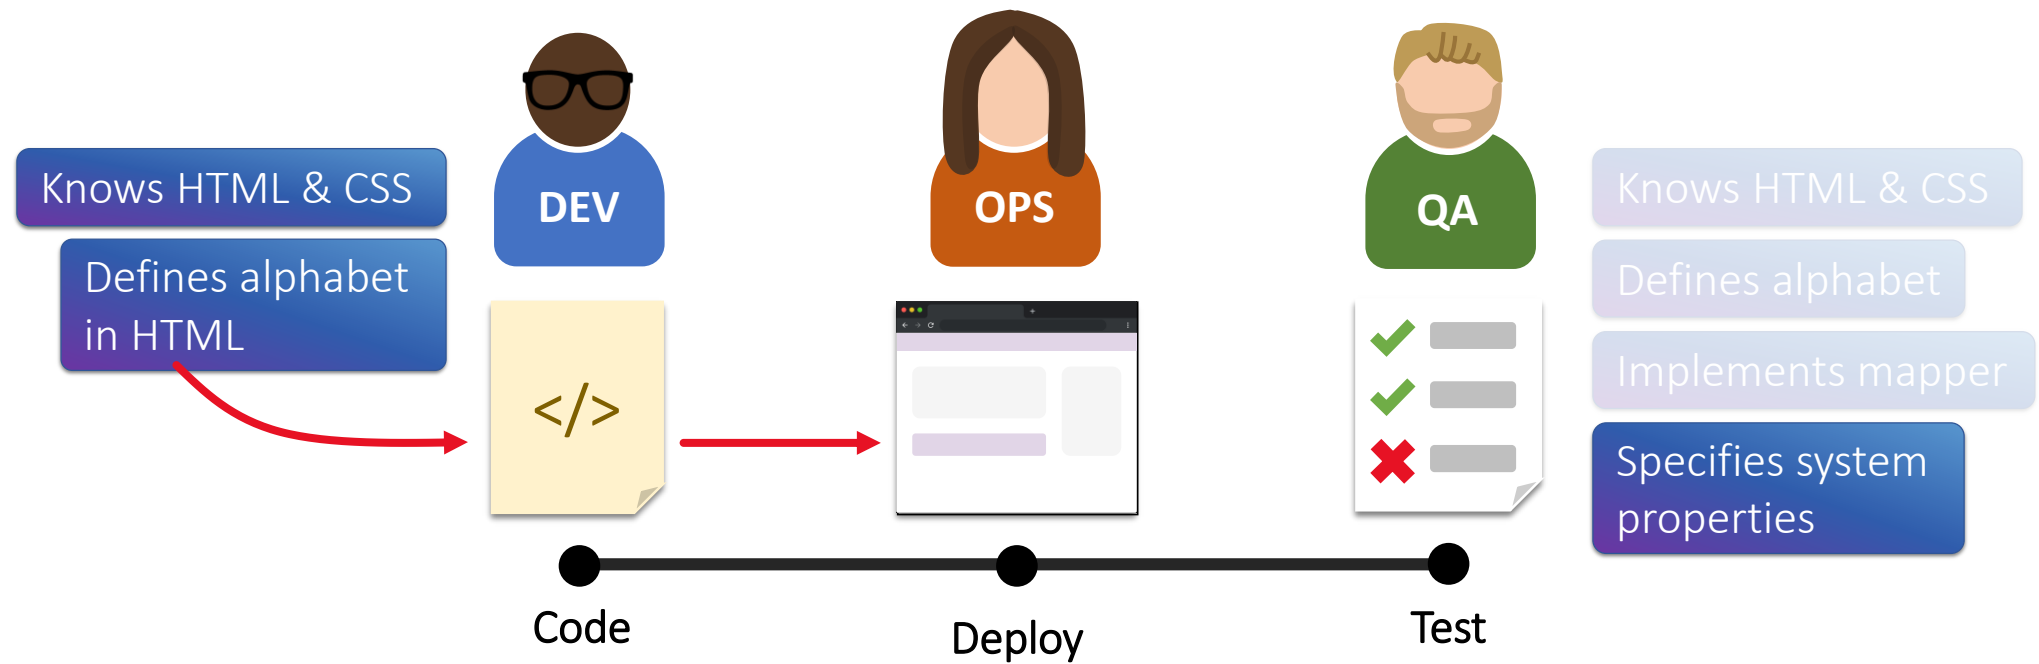 Knows HTML & CSS
Defines alphabet
in HTML
DEV
OPS
QA
Knows HTML & CSS
Defines alphabet
Implements mapper
Specifies system
properties
</>
Code
Deploy
Test